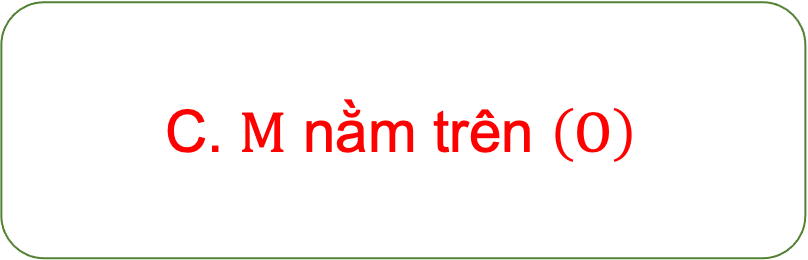 C. M nằm trên (O)